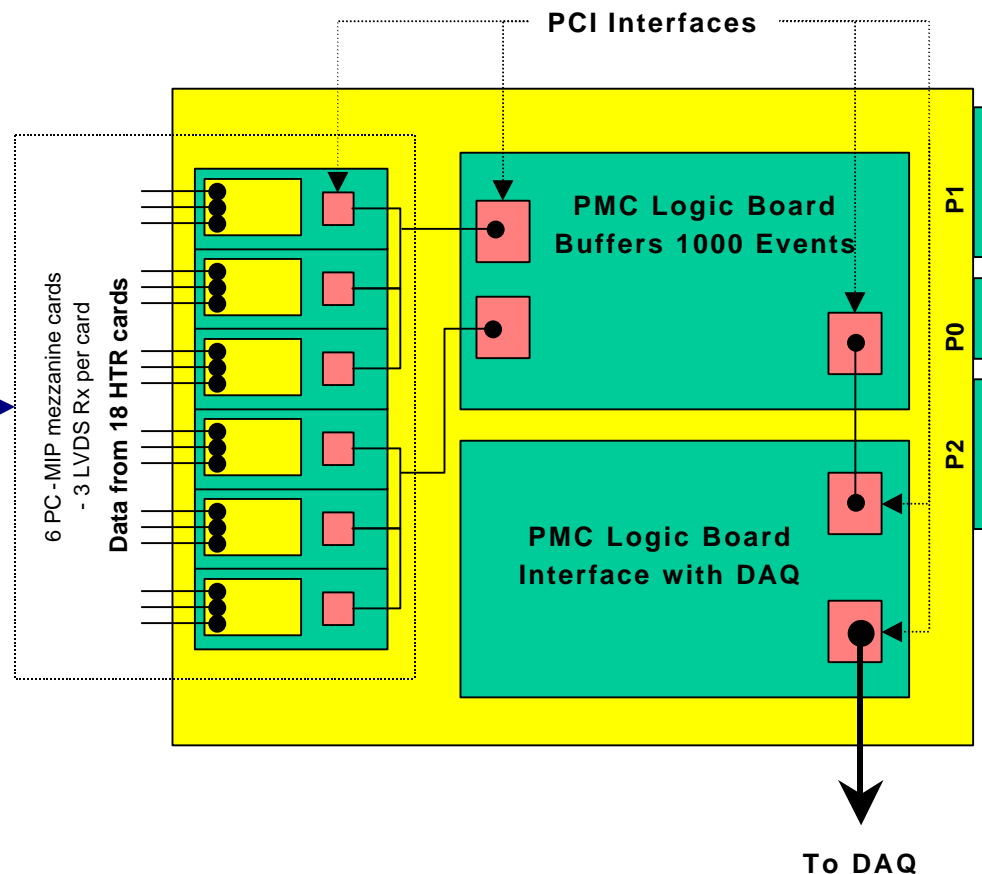 PCI Interfaces
PMC Logic Board
Buffers 1000 Events
P1
P0
P2
6 PC-MIP mezzanine cards
- 3 LVDS Rx per card
Data from 18 HTR cards
PMC Logic Board
Interface with DAQ
To DAQ